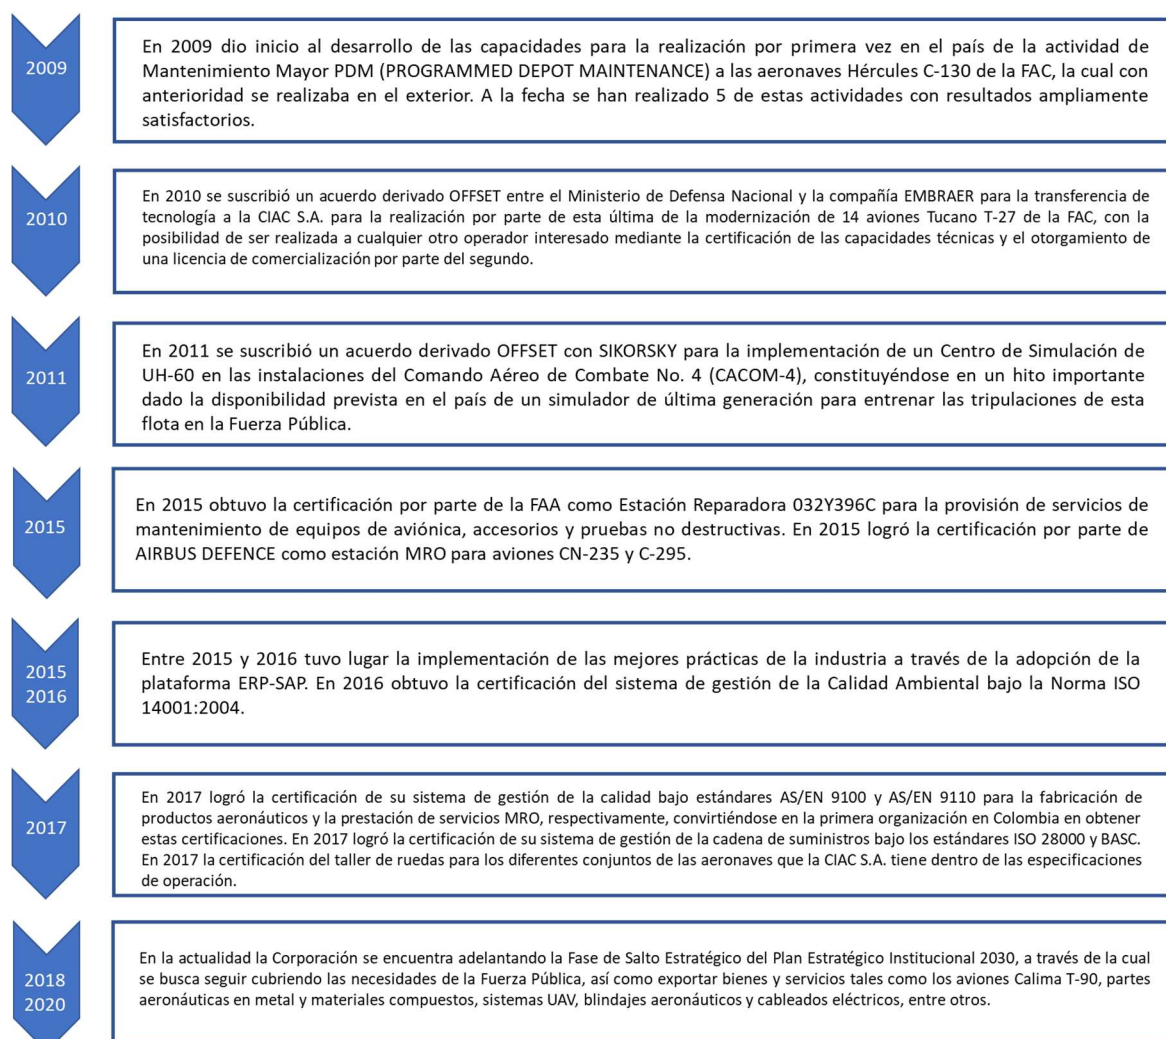 2009
En 2009 dio inicio al desarrollo de las capacidades para la realización por primera vez en el país de la actividad de
Mantenimiento Mayor PDM (PROGRAMMED DEPOT MAINTENANCE) a las aeronaves Hércules C-130 de la FAC, la cual con
anterioridad se realizaba en el exterior. A la fecha se han realizado 5 de estas actividades con resultados ampliamente
satisfactorios.
2010
En 2010 se suscribió un acuerdo derivado OFFSET entre el Ministerio de Defensa Nacional y la compañía EMBRAER para la transferencia de
tecnología a la CIAC S.A. para la realización por parte de esta última de la modernización de 14 aviones Tucano T-27 de la FAC, con la
posibilidad de ser realizada a cualquier otro operador interesado mediante la certificación de las capacidades técnicas y el otorgamiento de
una licencia de comercialización por parte del segundo.
2011
En 2011 se suscribió un acuerdo derivado OFFSET con SIKORSKY para la implementación de un Centro de Simulación de
UH-60 en las instalaciones del Comando Aéreo de Combate No. 4 (CACOM-4), constituyéndose en un hito importante
dado la disponibilidad prevista en el país de un simulador de última generación para entrenar las tripulaciones de esta
flota en la Fuerza Pública.
2015
En 2015 obtuvo la certificación por parte de la FAA como Estación Reparadora 032Y396C para la provisión de servicios de
mantenimiento de equipos de aviónica, accesorios y pruebas no destructivas. En 2015 logró la certificación por parte de
AIRBUS DEFENCE como estación MRO para aviones CN-235 y C-295.
2015
2016
Entre 2015 y 2016 tuvo lugar la implementación de las mejores prácticas de la industria a través de la adopción de la
plataforma ERP-SAP. En 2016 obtuvo la certificación del sistema de gestión de la Calidad Ambiental bajo la Norma ISO
14001:2004.
2017
En 2017 logró la certificación de su sistema de gestión de la calidad bajo estándares AS/EN 9100 y AS/EN 9110 para la fabricación de
productos aeronáuticos y la prestación de servicios MRO, respectivamente, convirtiéndose en la primera organización en Colombia en obtener
estas certificaciones. En 2017 logró la certificación de su sistema de gestión de la cadena de suministros bajo los estándares ISO 28000 y BASC.
En 2017 la certificación del taller de ruedas para los diferentes conjuntos de las aeronaves que la CIAC S.A. tiene dentro de las especificaciones
de operación.
2018
2020
En la actualidad la Corporación se encuentra adelantando la Fase de Salto Estratégico del Plan Estratégico Institucional 2030, a través de la cual
se busca seguir cubriendo las necesidades de la Fuerza Pública, así como exportar bienes y servicios tales como los aviones Calima T-90, partes
aeronáuticas en metal y materiales compuestos, sistemas UAV, blindajes aeronáuticos y cableados eléctricos, entre otros.